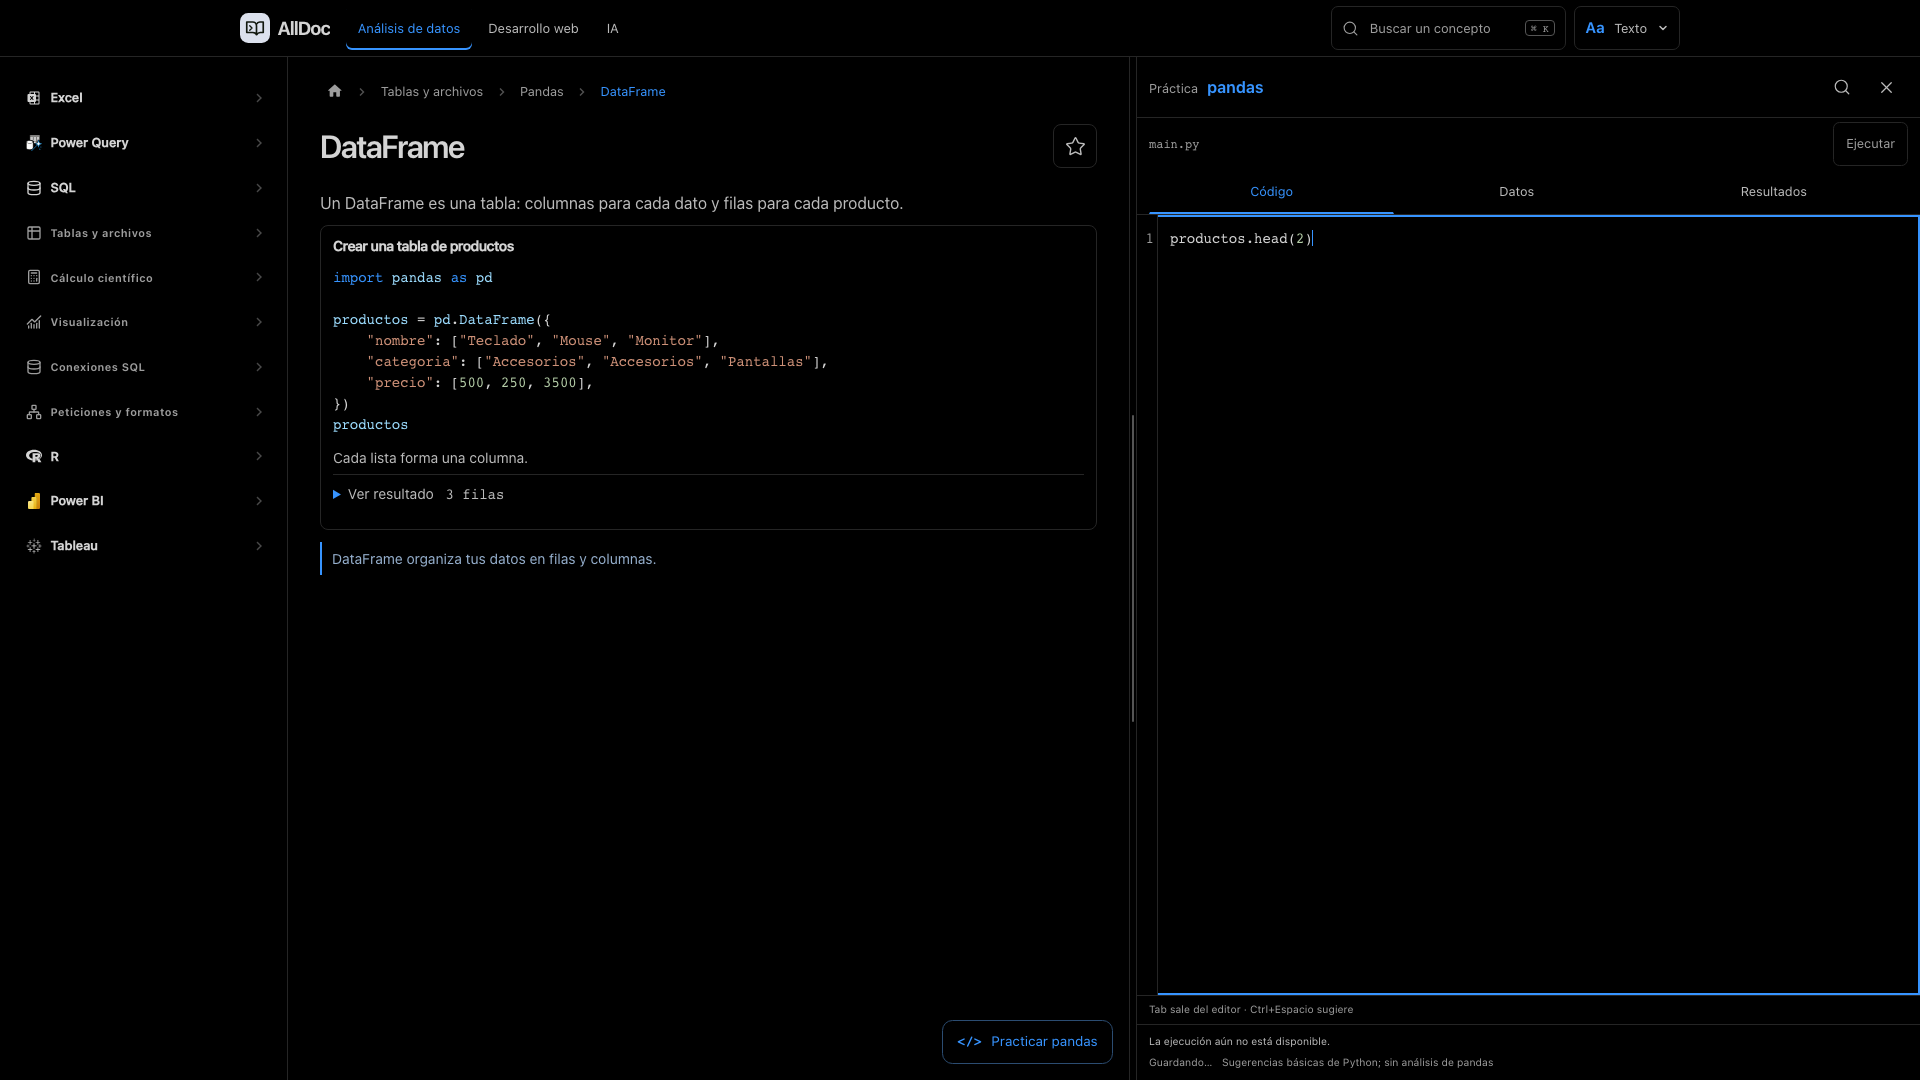 AllDoc
Análisis de datos
Desarrollo web
IA
Buscar un concepto
⌘ K
Aa Texto
Excel
Power Query
SQL
Tablas y archivos
Cálculo científico
Visualización
Conexiones SQL
Peticiones y formatos
R
Power BI
Tableau
Tablas y archivos > Pandas > DataFrame
DataFrame
Un DataFrame es una tabla: columnas para cada dato y filas para cada producto.
Crear una tabla de productos
import pandas as pd
productos = pd.DataFrame({
    "nombre": ["Teclado", "Mouse", "Monitor"],
    "categoria": ["Accesorios", "Accesorios", "Pantallas"],
    "precio": [500, 250, 3500],
})
productos
Cada lista forma una columna.
Ver resultado 3 filas
DataFrame organiza tus datos en filas y columnas.
</> Practicar pandas
Práctica pandas
main.py
Ejecutar
Código
Datos
Resultados
1 productos.head(2)
Tab sale del editor · Ctrl+Espacio sugiere
La ejecución aún no está disponible.
Guardando... Sugerencias básicas de Python; sin análisis de pandas